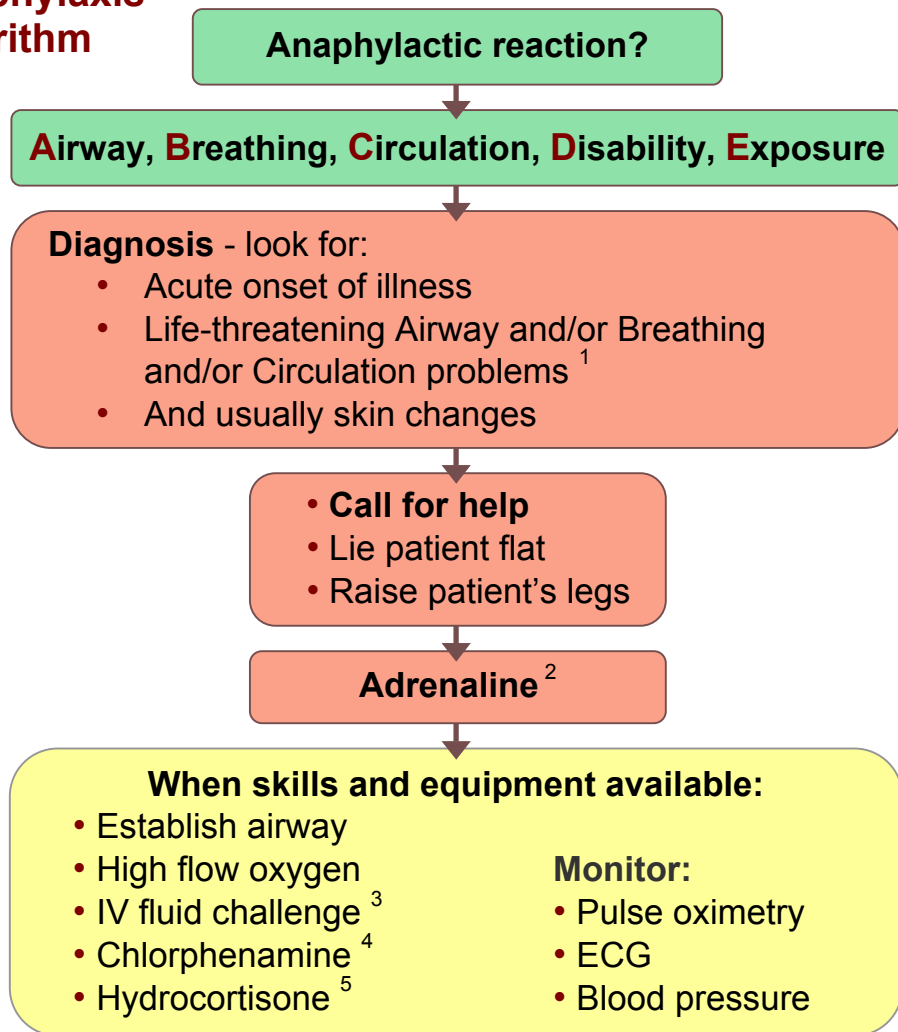 rithm
Anaphylactic reaction?
Airway, Breathing, Circulation, Disability, Exposure
Diagnosis - look for:
• Acute onset of illness
• Life-threatening Airway and/or Breathing
and/or Circulation problems 1
• And usually skin changes
• Call for help
• Lie patient flat
• Raise patient's legs
Adrenaline 2
When skills and equipment available:
• Establish airway
• High flow oxygen
• IV fluid challenge 3
• Chlorphenamine 4
• Hydrocortisone 5
Monitor:
• Pulse oximetry
• ECG
• Blood pressure